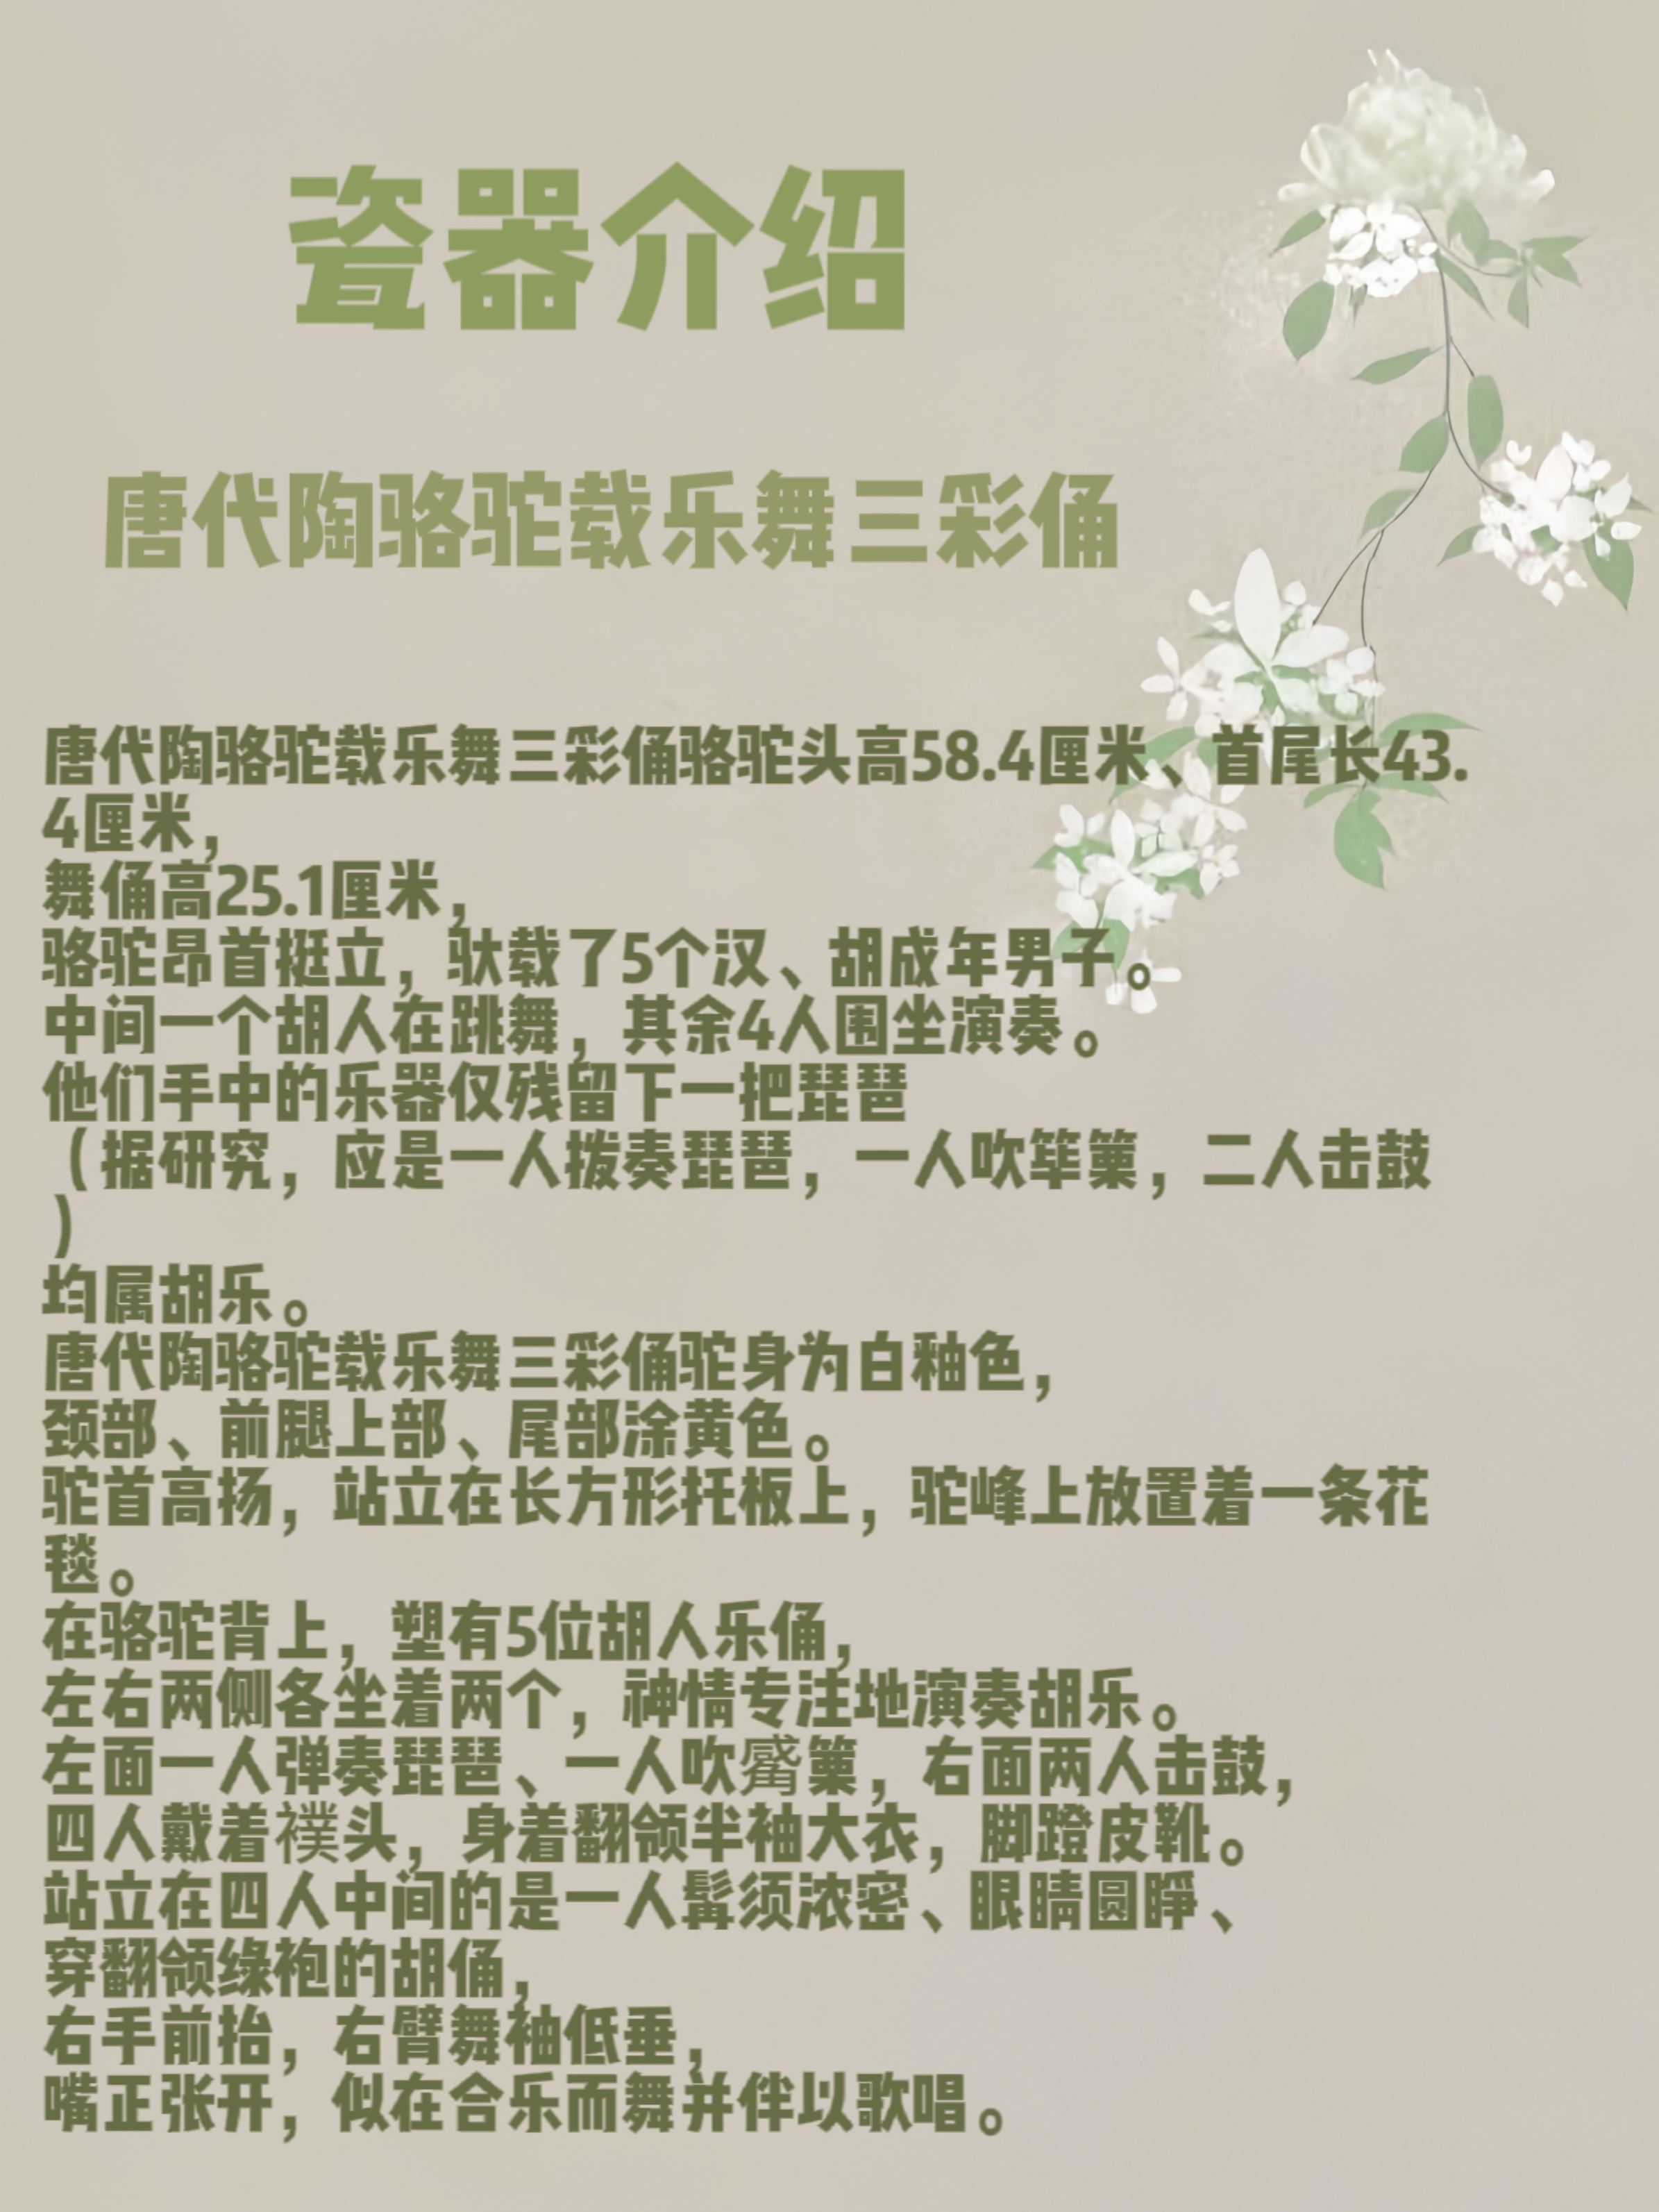 瓷器介绍
唐代陶骆驼载乐舞三彩俑
唐代陶骆驼载乐舞三彩俑骆驼头高58.4厘米、首尾长43.
4厘米，
舞俑高25.1厘米，
骆驼昂首挺立，驮载了5个汉、胡成年男子。
中间一个胡人在跳舞，其余4人围坐演奏。
他们手中的乐器仅残留下一把琵琶
（据研究，应是一人拨奏琵琶，一人吹筚篥，二人击鼓
）
均属胡乐。
唐代陶骆驼载乐舞三彩俑驼身为白釉色，
颈部、前腿上部、尾部涂黄色。
驼首高扬，站立在长方形托板上，驼峰上放置着一条花
毯。
在骆驼背上，塑有5位胡人乐俑，
左右两侧各坐着两个，神情专注地演奏胡乐。
左面一人弹奏琵琶、一人吹觱篥，右面两人击鼓，
四人戴着襆头，身着翻领半袖大衣，脚蹬皮靴。
站立在四人中间的是一人髯须浓密、眼睛圆睁、
穿翻领绿袍的胡俑，
右手前抬，右臂舞袖低垂，
嘴正张开，似在合乐而舞并伴以歌唱。